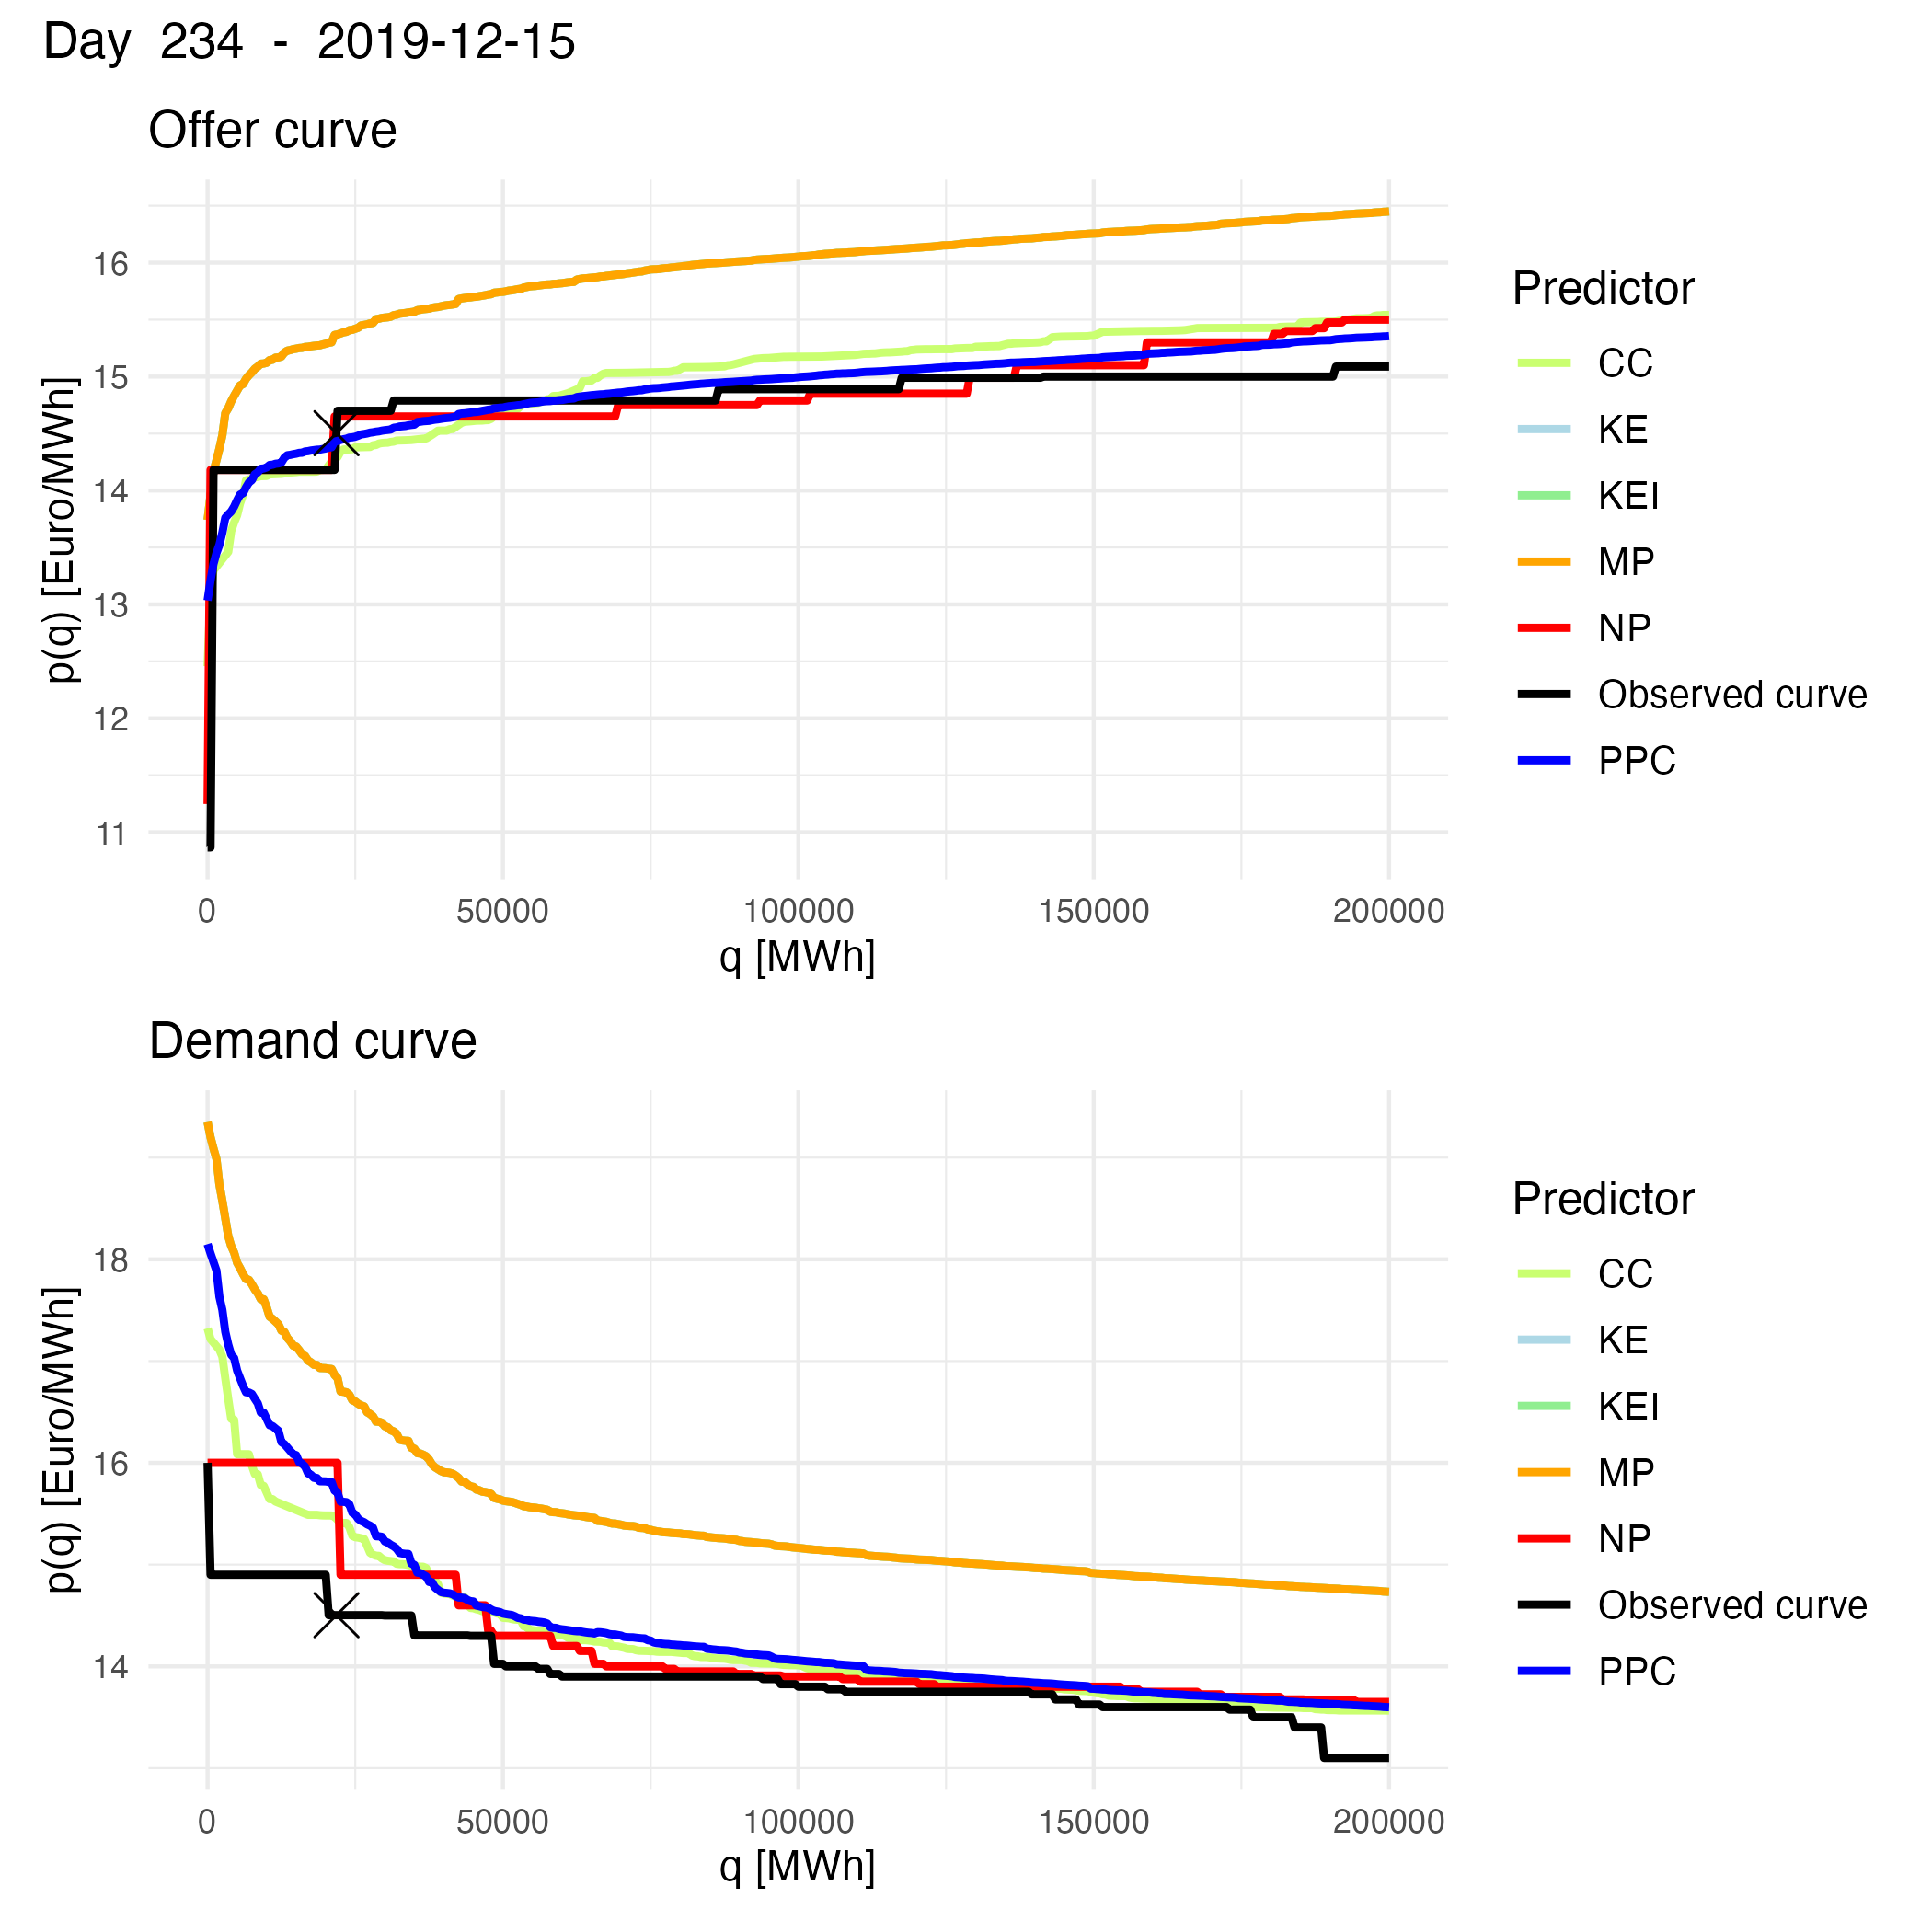 Day 234 - 2019-12-15
Offer curve
p(q) [Euro/MWh]
16
15
14
13
12
11
0 50000 100000 150000 200000
q [MWh]
Predictor
CC
KE
KEI
MP
NP
Observed curve
PPC
Demand curve
p(q) [Euro/MWh]
18
16
14
0 50000 100000 150000 200000
q [MWh]
Predictor
CC
KE
KEI
MP
NP
Observed curve
PPC